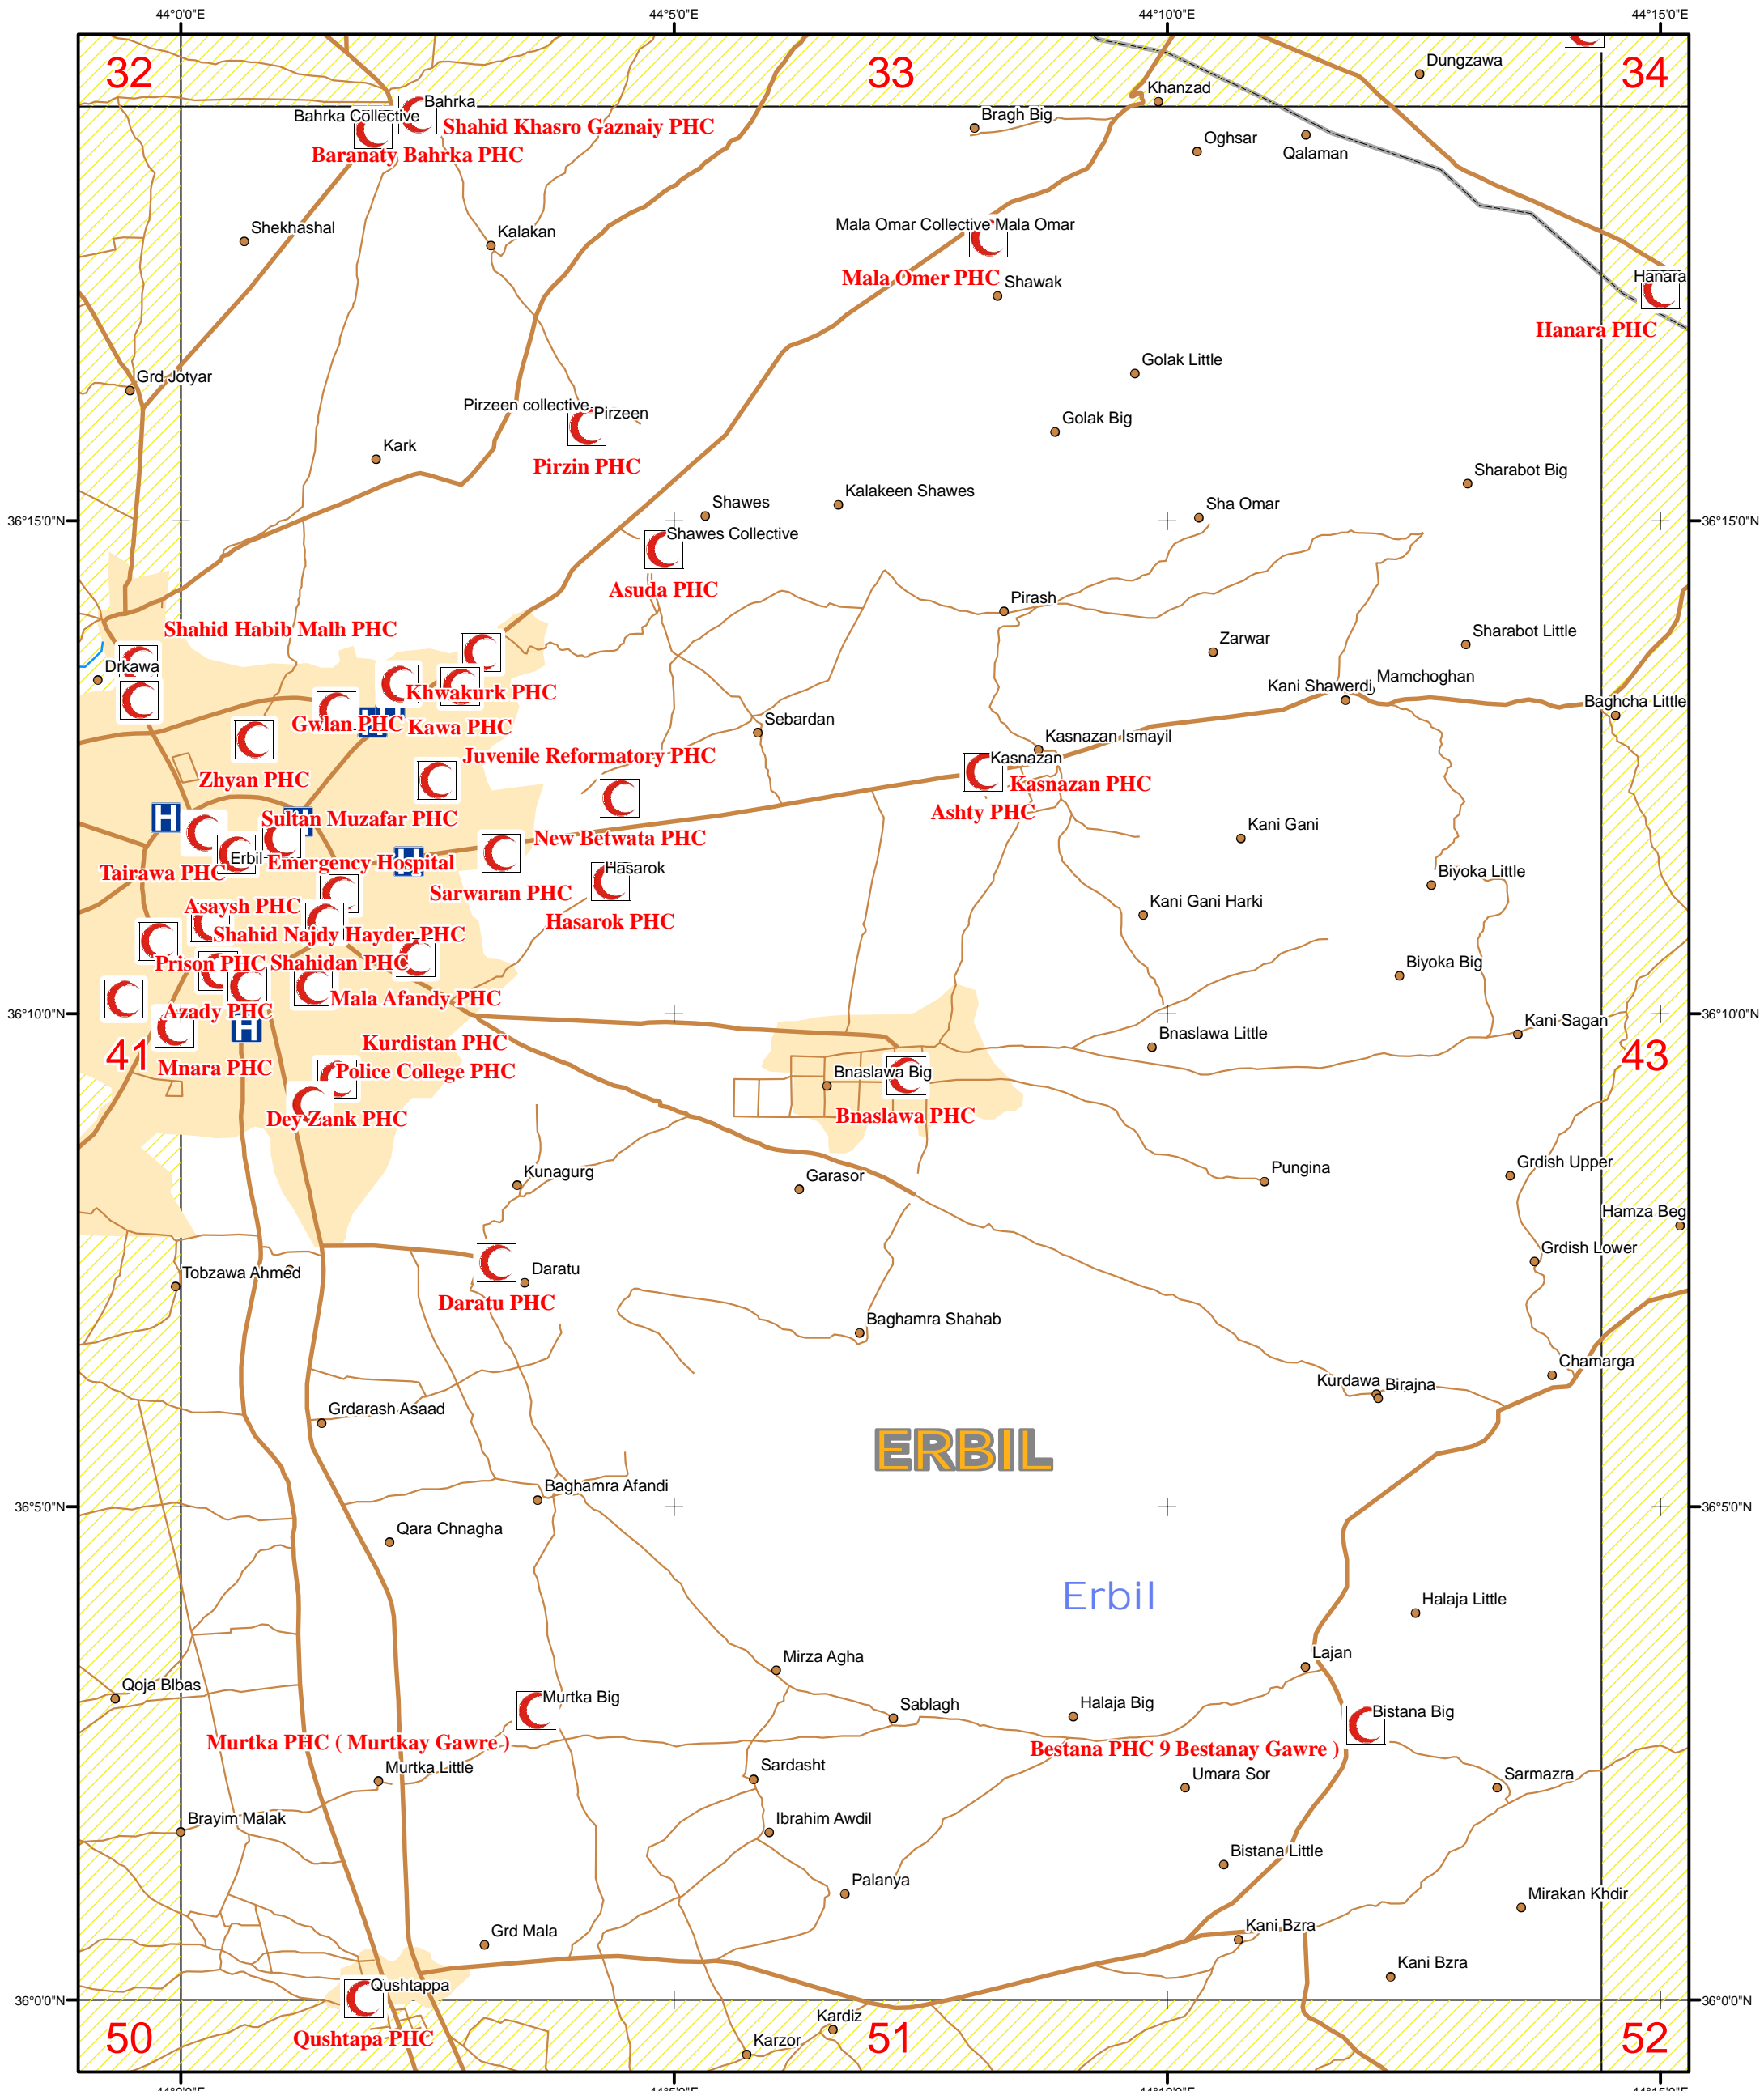 44°0'0"E 44°5'0"E 44°10'0"E 44°15'0"E
32 33 34
Dungzawa
Khanzad
Bahrka
Bahrka Collective
Bragh Big
Shahid Khasro Gaznaiy PHC
Oghsar
Qalaman
Baranaty Bahrka PHC
Shekhashal
Kalakan
Mala Omar Collective Mala Omar
Mala Omer PHC
Shawak
Hanara
Hanara PHC
Golak Little
Grd Jotyar
Pirzeen collective
Pirzeen
Golak Big
Kark
Pirzin PHC
Sharabot Big
Shawes
Kalakeen Shawes
Sha Omar
36°15'0"N 36°15'0"N
Shawes Collective
Asuda PHC
Pirash
Shahid Habib Malh PHC
Zarwar
Sharabot Little
Drkawa
Khwakurk PHC
Kani Shawerdi
Mamchoghan
Baghcha Little
Gwlan PHC
Kawa PHC
Sebardan
Kasnazan Ismayil
Juvenile Reformatory PHC
Kasnazan
Zhyan PHC
Kasnazan PHC
Ashty PHC
H
Sultan Muzafar PHC
New Betwata PHC
Kani Gani
Erbil
Emergency Hospital
H
Tairawa PHC
Hasarok
Biyoka Little
Sarwaran PHC
Asaysh PHC
Hasarok PHC
Kani Gani Harki
Shahid Najdy Hayder PHC
Prison PHC
Shahidan PHC
Biyoka Big
Mala Afandy PHC
Azady PHC
36°10'0"N 36°10'0"N
H
Kani Sagan
Bnaslawa Little
Kurdistan PHC
41 43
Mnara PHC
Police College PHC
Bnaslawa Big
Dey Zank PHC
Bnaslawa PHC
Kunagurg
Garasor
Pungina
Grdish Upper
Hamza Beg
Grdish Lower
Tobzawa Ahmed
Daratu
Daratu PHC
Baghamra Shahab
Chamarga
Kurdawa
Birajna
Grdarash Asaad
ERBIL
Baghamra Afandi
36°5'0"N 36°5'0"N
Qara Chnagha
Erbil
Halaja Little
Mirza Agha
Lajan
Qoja Blbas
Murtka Big
Sablagh
Halaja Big
Bistana Big
Murtka PHC ( Murtkay Gawre )
Bestana PHC 9 Bestanay Gawre )
Murtka Little
Sardasht
Umara Sor
Sarmazra
Brayim Malak
Ibrahim Awdil
Bistana Little
Palanya
Mirakan Khdir
Grd Mala
Kani Bzra
Kani Bzra
Qushtappa
36°0'0"N 36°0'0"N
Kardiz
Qushtapa PHC
Karzor
50 51 52